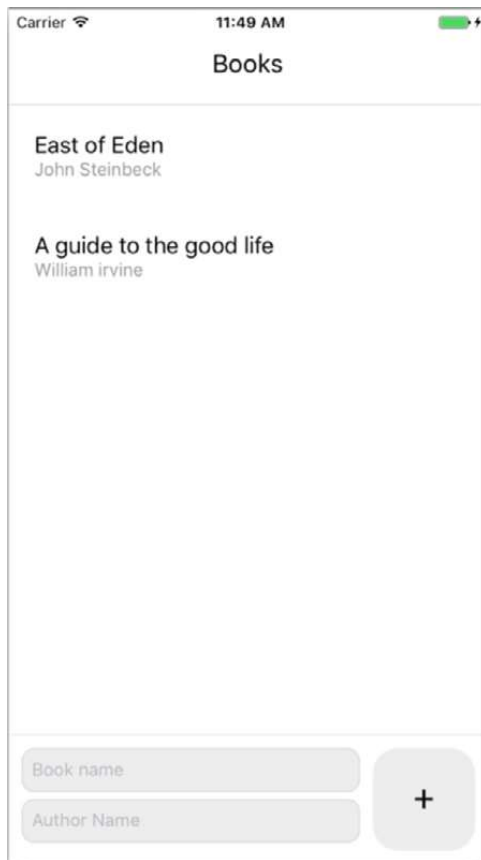 Carrier
11:49 AM
Books
East of Eden
John Steinbeck
A guide to the good life
William irvine
Book name
Author Name
+